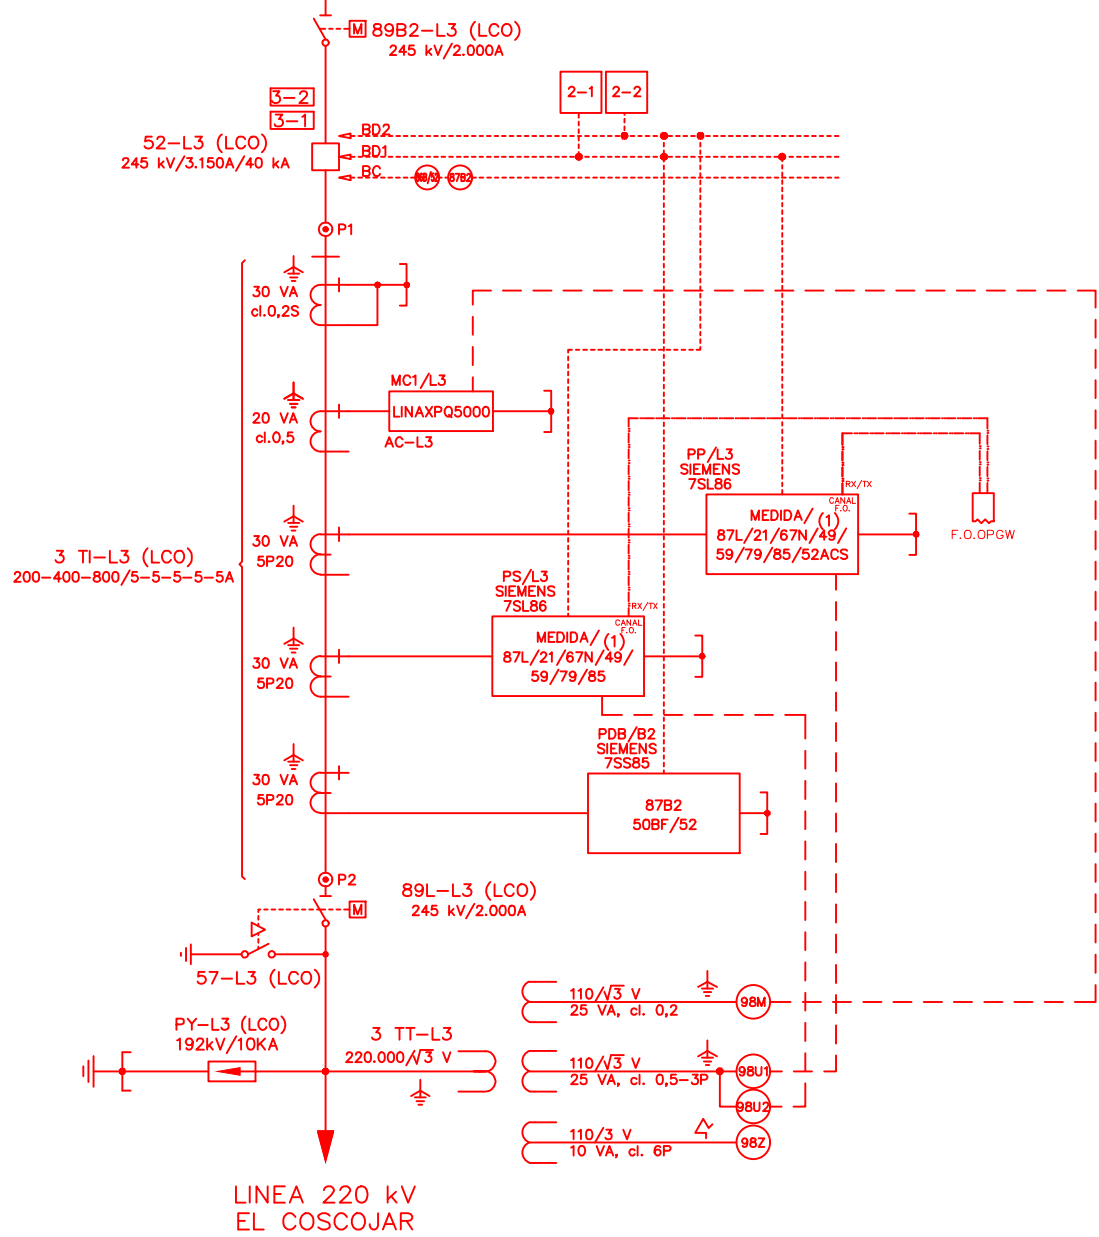 M 89B2-L3 (LCO)
245 kV/2.000A
2-1
2-2
3-2
3-1
52-L3 (LCO)
245 kV/3.150A/40 kA
BD2
BD1
BC
87B2
P1
30 VA
cl.0,2S
MC1/L3
LINAXPQ5000
AC-L3
20 VA
cl.0,5
PP/L3
SIEMENS
7SL86
RX/TX
CANAL
F.O.
MEDIDA/ (1)
87L/21/67N/49/
59/79/85/52ACS
F.O.OPGW
30 VA
5P20
3 TI-L3 (LCO)
200-400-800/5-5-5-5-5A
PS/L3
SIEMENS
7SL86
RX/TX
CANAL
F.O.
MEDIDA/ (1)
87L/21/67N/49/
59/79/85
30 VA
5P20
PDB/B2
SIEMENS
7SS85
87B2
50BF/52
30 VA
5P20
P2
89L-L3 (LCO)
245 kV/2.000A
M
57-L3 (LCO)
110/√3 V
25 VA, cl. 0,2
98M
PY-L3 (LCO)
192kV/10KA
3 TT-L3
220.000/√3 V
110/√3 V
25 VA, cl. 0,5-3P
98U1
98U2
110/3 V
10 VA, cl. 6P
98Z
LINEA 220 kV
EL COSCOJAR